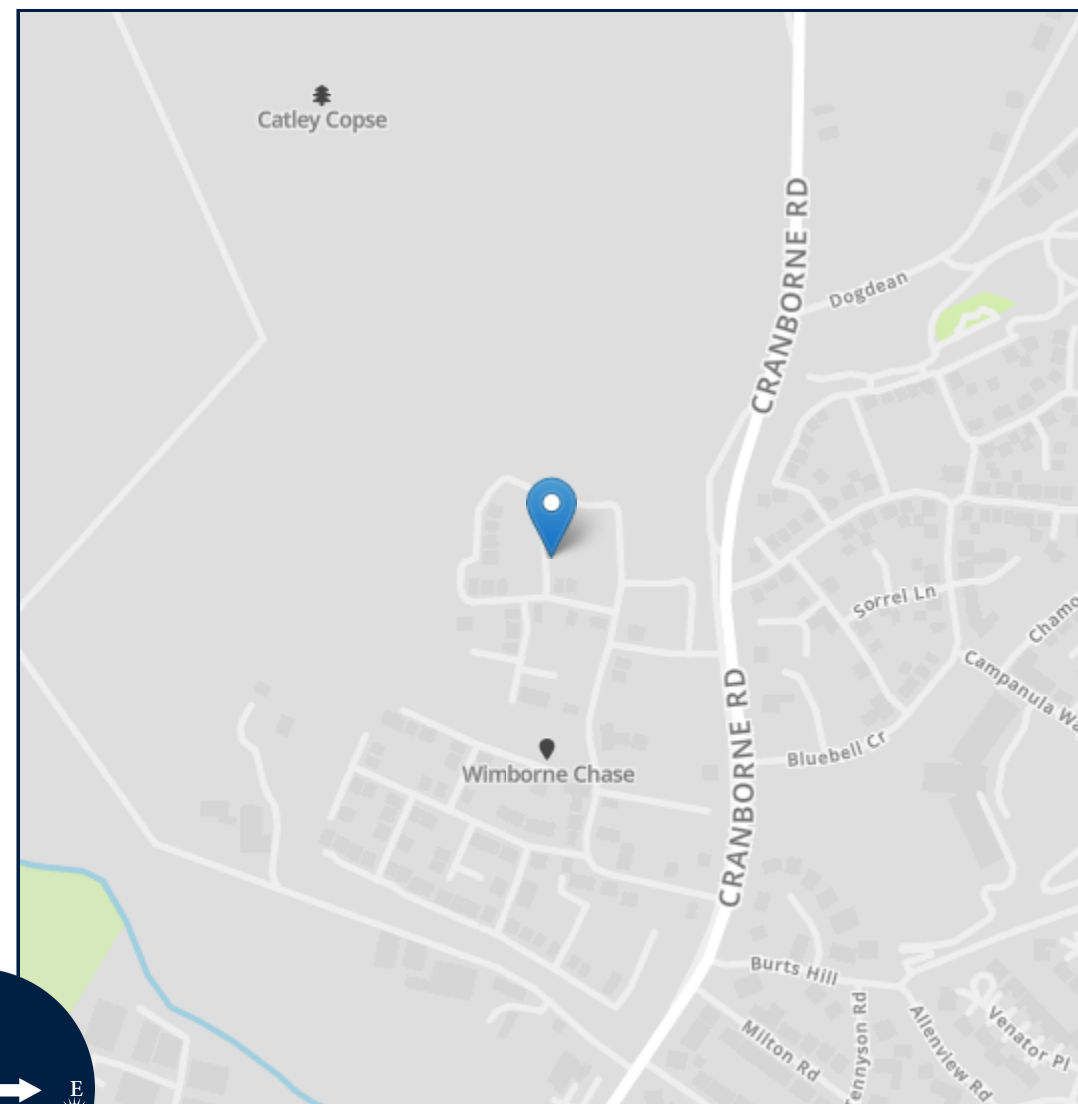 Catley Copse
CRANBORNE RD
Dogdean
Sorrel Ln
Campanula
Bluebell Cr
Wimborne Chase
CRANBORNE RD
Burts Hill
Milton Rd
Allenview Rd
Venator Pl
E